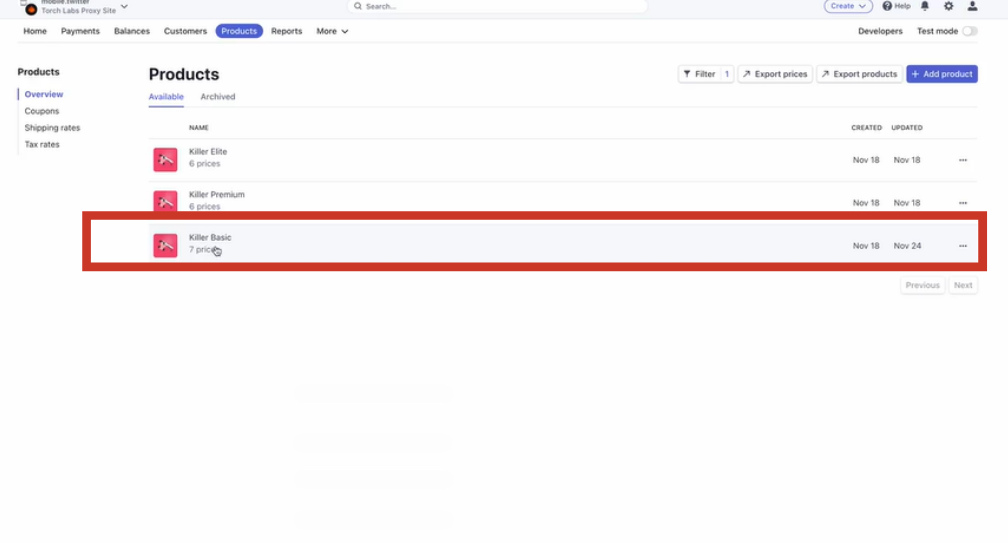 mobile.twitter
Torch Labs Proxy Site
Search...
Create
Help
Home Payments Balances Customers Products Reports More
Developers Test mode
Products
Overview
Coupons
Shipping rates
Tax rates
Products
Filter 1 Export prices Export products + Add product
Available Archived
NAME CREATED UPDATED
Killer Elite
6 prices
Nov 18 Nov 18 ...
Killer Premium
6 prices
Nov 18 Nov 18 ...
Killer Basic
7 prices
Nov 18 Nov 24 ...
Previous Next